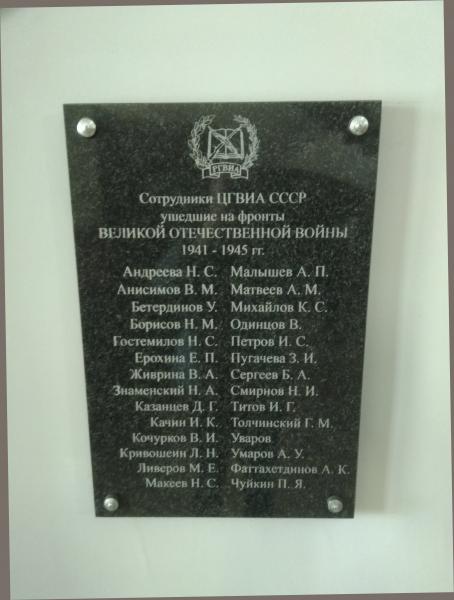 РГВИА
Сотрудники ЦГВИА СССР
ушедшие на фронты
ВЕЛИКОЙ ОТЕЧЕСТВЕННОЙ ВОЙНЫ
1941 - 1945 гг.
Андреева Н. С. Малышев А. П.
Анисимов В. М. Матвеев А. М.
Бетердинов У. Михайлов К. С.
Борисов Н. М. Одинцов В.
Гостемилов Н. С. Петров И. С.
Ерохина Е. П. Пугачева З. И.
Живрина В. А. Сергеев Б. А.
Знаменский Н. А. Смирнов Н. И.
Казанцев Д. Г. Титов И. Г.
Качин И. К. Толчинский Г. М.
Кочурков В. И. Уваров
Кривошеин Л. Н. Умаров А. У.
Ливеров М. Е. Фаттахетдинов А. К.
Макеев Н. С. Чуйкин П. Я.